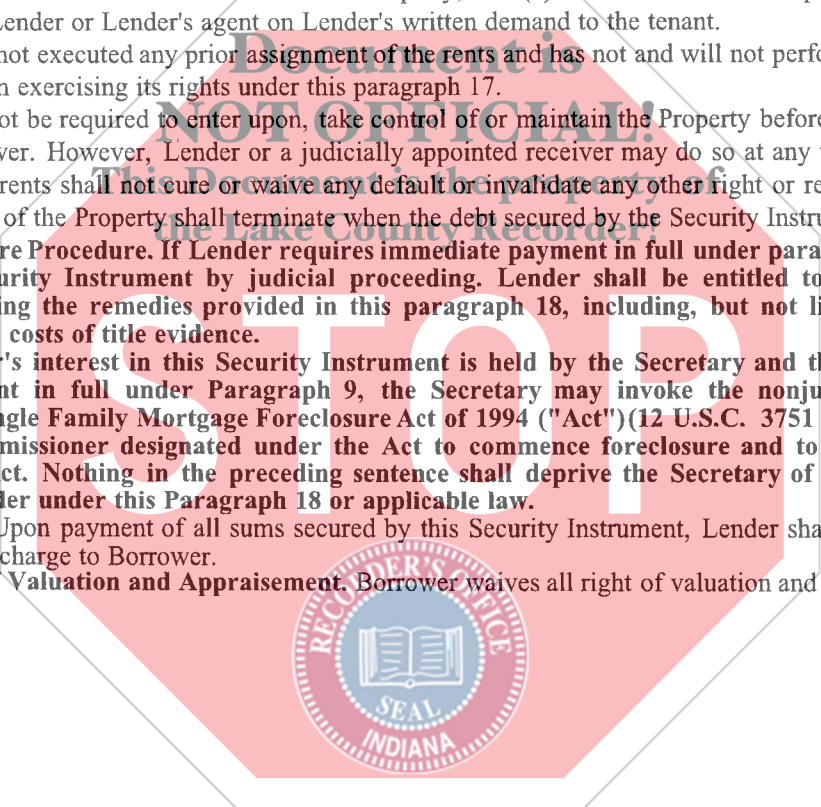 Lender or Lender's agent on Lender's written demand to the tenant.
not executed any prior assignment of the rents and has not and will not perfo
Document is
n exercising its rights under this paragraph 17.
ot be required to enter upon, take control of or maintain the Property before
NOT OFFICIAL!
ver. However, Lender or a judicially appointed receiver may do so at any
rents shall not cure or waive any default or invalidate any other right or re
This Document is the property of
of the Property shall terminate when the debt secured by the Security Instru
the Lake County Recorder!
re Procedure. If Lender requires immediate payment in full under para
urity Instrument by judicial proceeding. Lender shall be entitled to
ing the remedies provided in this paragraph 18, including, but not li
costs of title evidence.
r's interest in this Security Instrument is held by the Secretary and th
nt in full under Paragraph 9, the Secretary may invoke the nonju
ngle Family Mortgage Foreclosure Act of 1994 ("Act")(12 U.S.C. 3751
STOP
missioner designated under the Act to commence foreclosure and to
ct. Nothing in the preceding sentence shall deprive the Secretary of
der under this Paragraph 18 or applicable law.
Upon payment of all sums secured by this Security Instrument, Lender sha
charge to Borrower.
Valuation and Appraisement. Borrower waives all right of valuation and
RECORDER'S OFFICE
SEAL
INDIANA